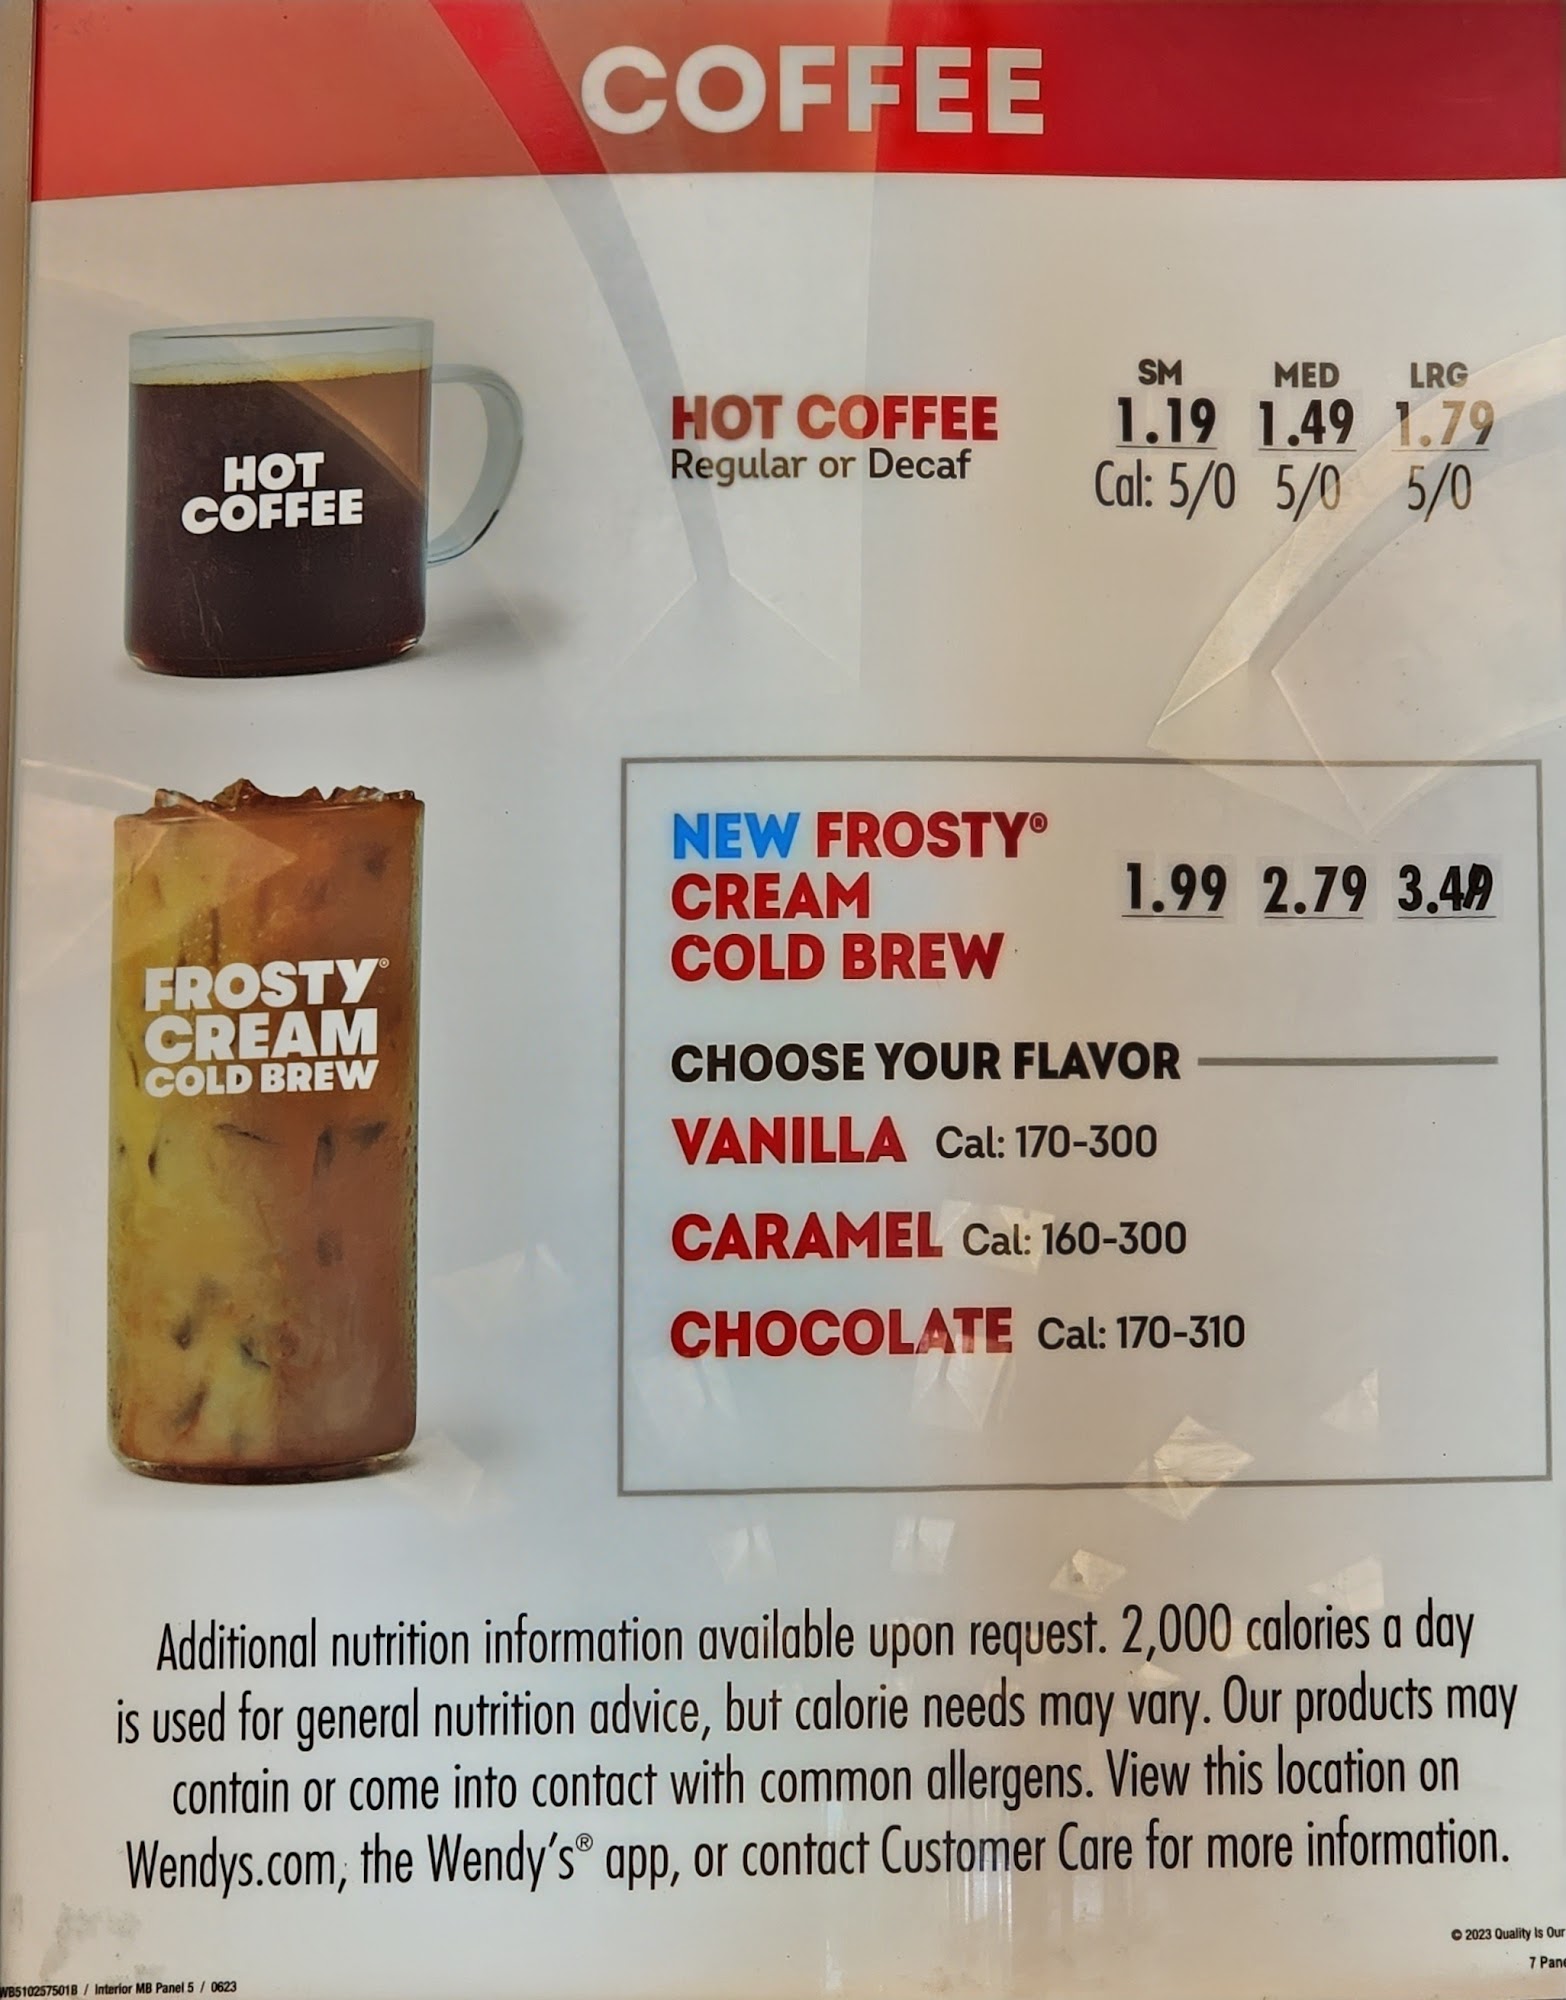 COFFEE
HOT
COFFEE
HOT COFFEE
Regular or Decaf
SM MED LRG
1.19 1.49 1.79
Cal: 5/0 5/0 5/0
FROSTY®
CREAM
COLD BREW
NEW FROSTY®
CREAM
COLD BREW
1.99 2.79
CHOOSE YOUR FLAVOR
VANILLA Cal: 170-300
CARAMEL Cal: 160-300
CHOCOLATE Cal: 170-310
Additional nutrition information available upon request. 2,000 calories a day
is used for general nutrition advice, but calorie needs may vary. Our products may
contain or come into contact with common allergens. View this location on
Wendys.com, the Wendy's® app, or contact Customer Care for more information.
© 2023 Quality Is Our
7
WB510257501B / Interior MB Panel 5 / 0623